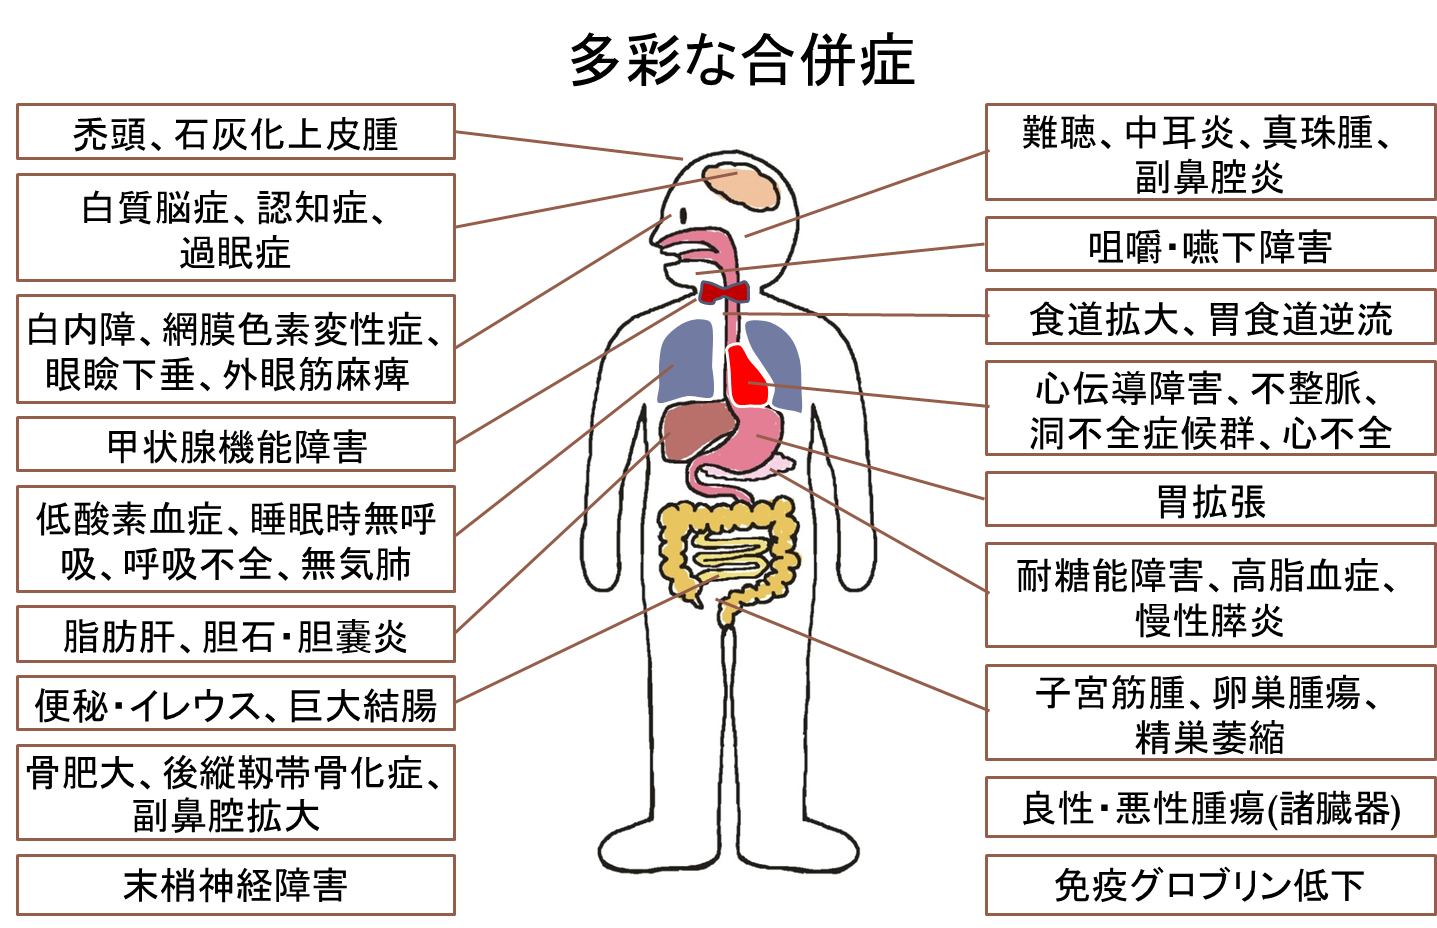 多彩な合併症
禿頭、石灰化上皮腫
白質脳症、認知症、
過眠症
白内障、網膜色素変性症、
眼瞼下垂、外眼筋麻痺
甲状腺機能障害
低酸素血症、睡眠時無呼
吸、呼吸不全、無気肺
脂肪肝、胆石・胆嚢炎
便秘・イレウス、巨大結腸
骨肥大、後縦靱帯骨化症、
副鼻腔拡大
末梢神経障害
難聴、中耳炎、真珠腫、
副鼻腔炎
咀嚼・嚥下障害
食道拡大、胃食道逆流
心伝導障害、不整脈、
洞不全症候群、心不全
胃拡張
耐糖能障害、高脂血症、
慢性膵炎
子宮筋腫、卵巣腫瘍、
精巣萎縮
良性・悪性腫瘍(諸臓器)
免疫グロブリン低下